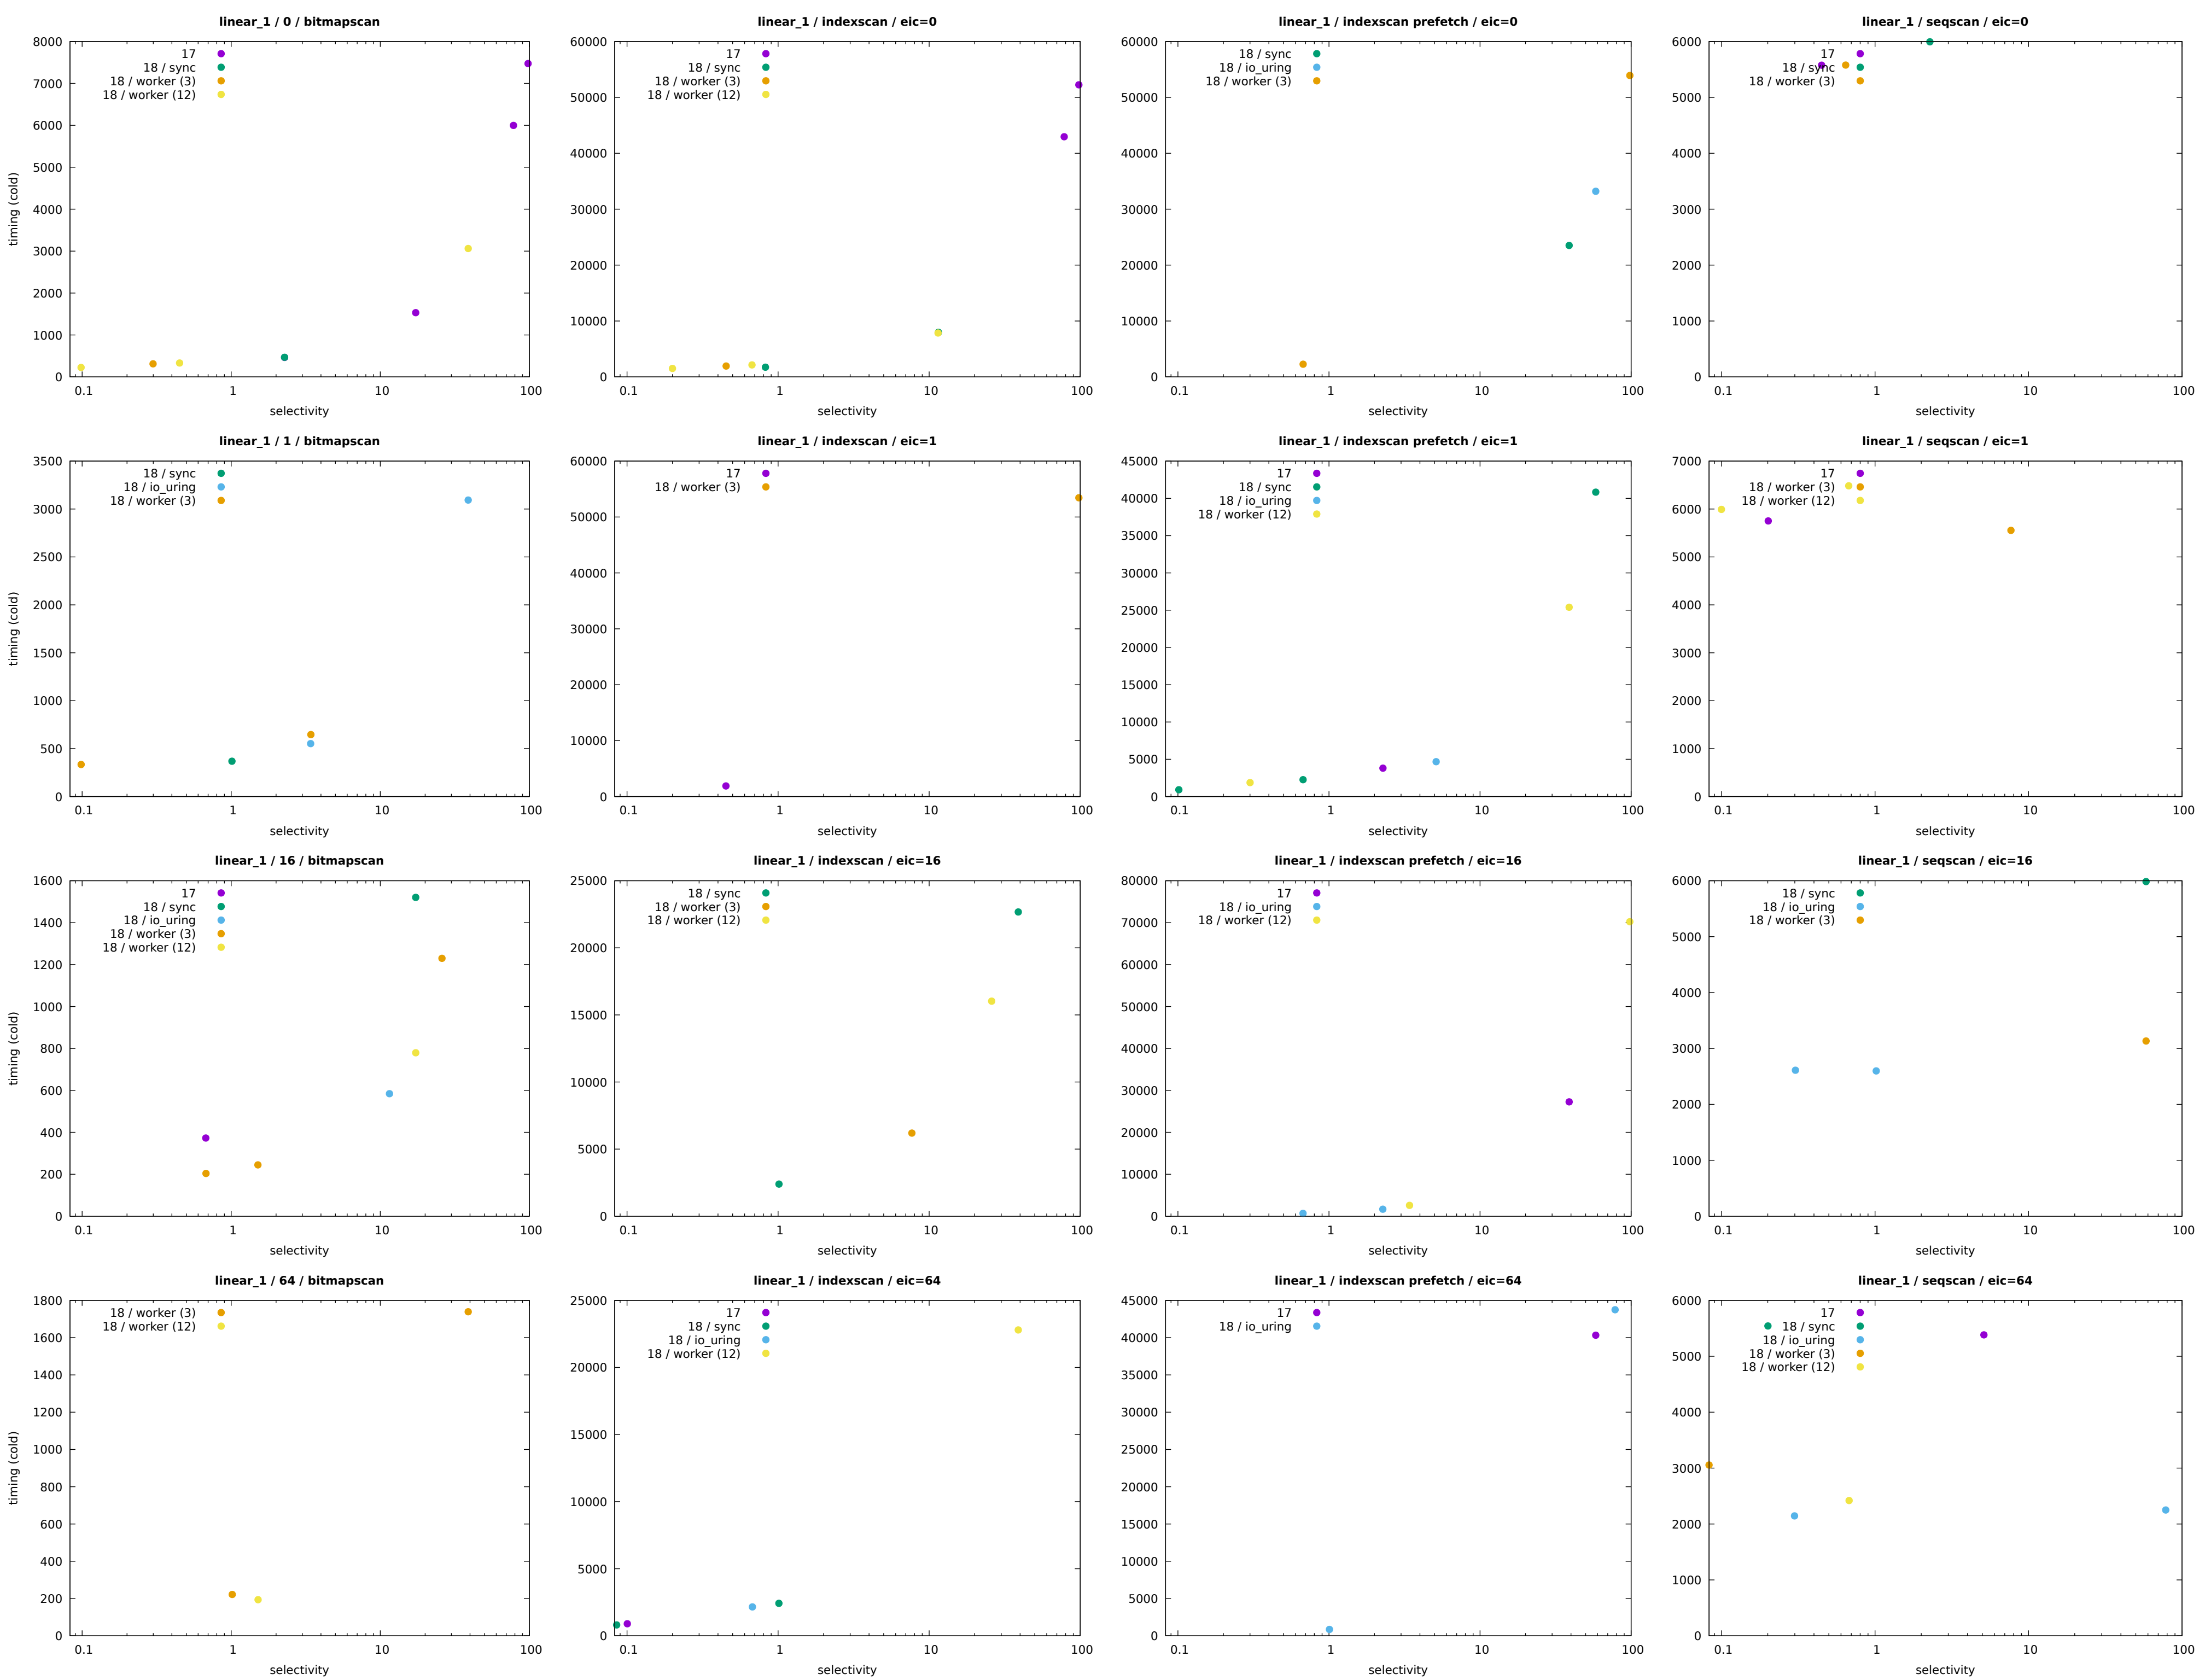 linear_1 / 0 / bitmapscan
timing (cold)
8000
7000
6000
5000
4000
3000
2000
1000
0
17
18 / sync
18 / worker (3)
18 / worker (12)
0.1 1 10 100
selectivity
linear_1 / indexscan / eic=0
60000
50000
40000
30000
20000
10000
0
17
18 / sync
18 / worker (3)
18 / worker (12)
0.1 1 10 100
selectivity
linear_1 / indexscan prefetch / eic=0
60000
50000
40000
30000
20000
10000
0
18 / sync
18 / io_uring
18 / worker (3)
0.1 1 10 100
selectivity
linear_1 / seqscan / eic=0
6000
5000
4000
3000
2000
1000
0
17
18 / sync
18 / worker (3)
0.1 1 10 100
selectivity
linear_1 / 1 / bitmapscan
timing (cold)
3500
3000
2500
2000
1500
1000
500
0
18 / sync
18 / io_uring
18 / worker (3)
0.1 1 10 100
selectivity
linear_1 / indexscan / eic=1
60000
50000
40000
30000
20000
10000
0
17
18 / worker (3)
0.1 1 10 100
selectivity
linear_1 / indexscan prefetch / eic=1
45000
40000
35000
30000
25000
20000
15000
10000
5000
0
17
18 / sync
18 / io_uring
18 / worker (12)
0.1 1 10 100
selectivity
linear_1 / seqscan / eic=1
7000
6000
5000
4000
3000
2000
1000
0
17
18 / worker (3)
18 / worker (12)
0.1 1 10 100
selectivity
linear_1 / 16 / bitmapscan
timing (cold)
1600
1400
1200
1000
800
600
400
200
0
17
18 / sync
18 / io_uring
18 / worker (3)
18 / worker (12)
0.1 1 10 100
selectivity
linear_1 / indexscan / eic=16
25000
20000
15000
10000
5000
0
18 / sync
18 / worker (3)
18 / worker (12)
0.1 1 10 100
selectivity
linear_1 / indexscan prefetch / eic=16
80000
70000
60000
50000
40000
30000
20000
10000
0
17
18 / io_uring
18 / worker (12)
0.1 1 10 100
selectivity
linear_1 / seqscan / eic=16
6000
5000
4000
3000
2000
1000
0
18 / sync
18 / io_uring
18 / worker (3)
0.1 1 10 100
selectivity
linear_1 / 64 / bitmapscan
timing (cold)
1800
1600
1400
1200
1000
800
600
400
200
0
18 / worker (3)
18 / worker (12)
0.1 1 10 100
selectivity
linear_1 / indexscan / eic=64
25000
20000
15000
10000
5000
0
17
18 / sync
18 / io_uring
18 / worker (12)
0.1 1 10 100
selectivity
linear_1 / indexscan prefetch / eic=64
45000
40000
35000
30000
25000
20000
15000
10000
5000
0
17
18 / io_uring
0.1 1 10 100
selectivity
linear_1 / seqscan / eic=64
6000
5000
4000
3000
2000
1000
0
17
18 / sync
18 / io_uring
18 / worker (3)
18 / worker (12)
0.1 1 10 100
selectivity